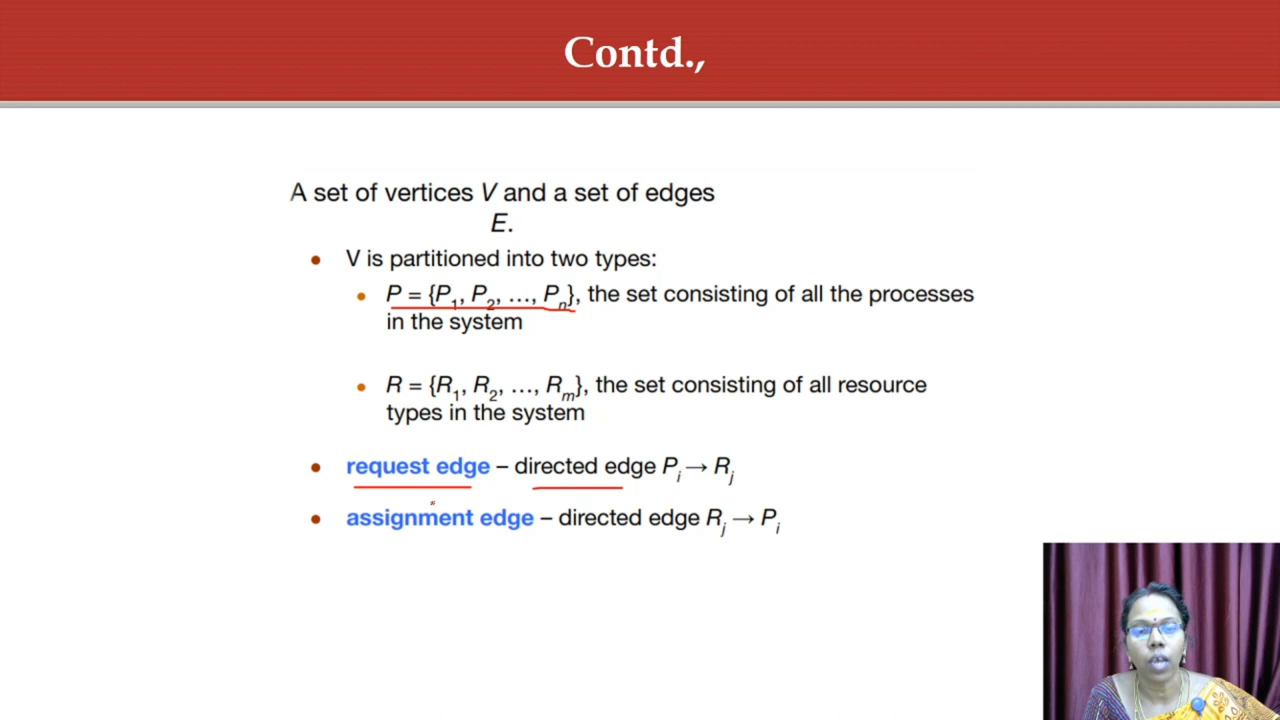 Contd.,
A set of vertices V and a set of edges
E.
• V is partitioned into two types:
• P = {P1, P2, …, Pn}, the set consisting of all the processes
in the system
• R = {R1, R2, …, Rm}, the set consisting of all resource
types in the system
• request edge – directed edge Pi → Rj
• assignment edge – directed edge Rj → Pi